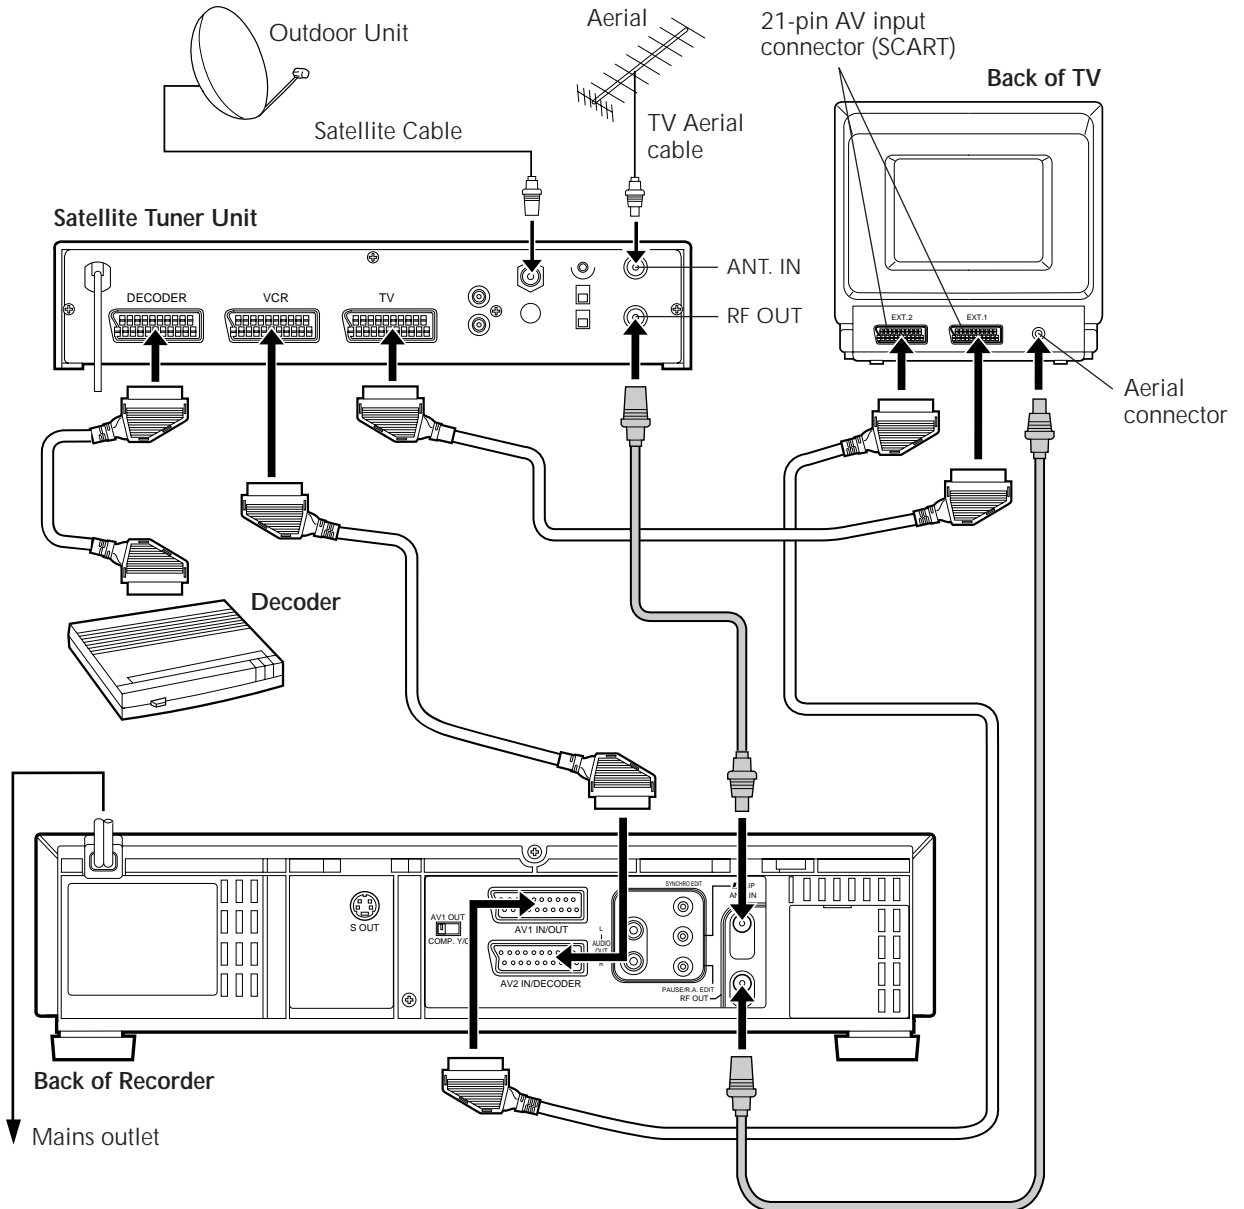 Outdoor Unit
Aerial
21-pin AV input
connector (SCART)
Back of TV
Satellite Cable
TV Aerial
cable
Satellite Tuner Unit
DECODER
VCR
TV
ANT. IN
RF OUT
EXT.2
EXT.1
Aerial
connector
Decoder
S OUT
AV1 OUT
COMP. Y/C
AV1 IN/OUT
AV2 IN/DECODER
L
AUDIO
OUT
R
SYNCHRO EDIT
PAUSE/R.A. EDIT
RF OUT
Back of Recorder
Mains outlet